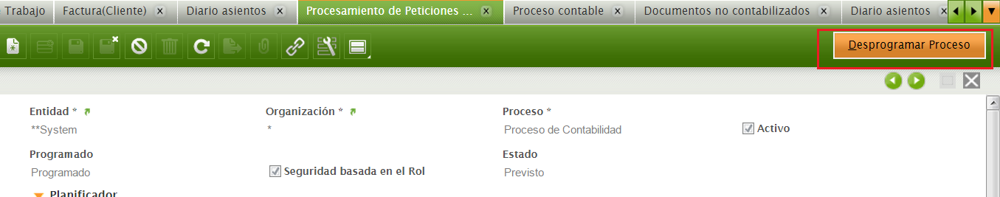 Trabajo Factura(Cliente) Diario asientos Procesamiento de Peticiones ... Proceso contable Documentos no contabilizados Diario asientos
Desprogramar Proceso
Entidad * Organización * Proceso *
**System * Proceso de Contabilidad Activo
Programado Estado
Programado Seguridad basada en el Rol Previsto
Planificador